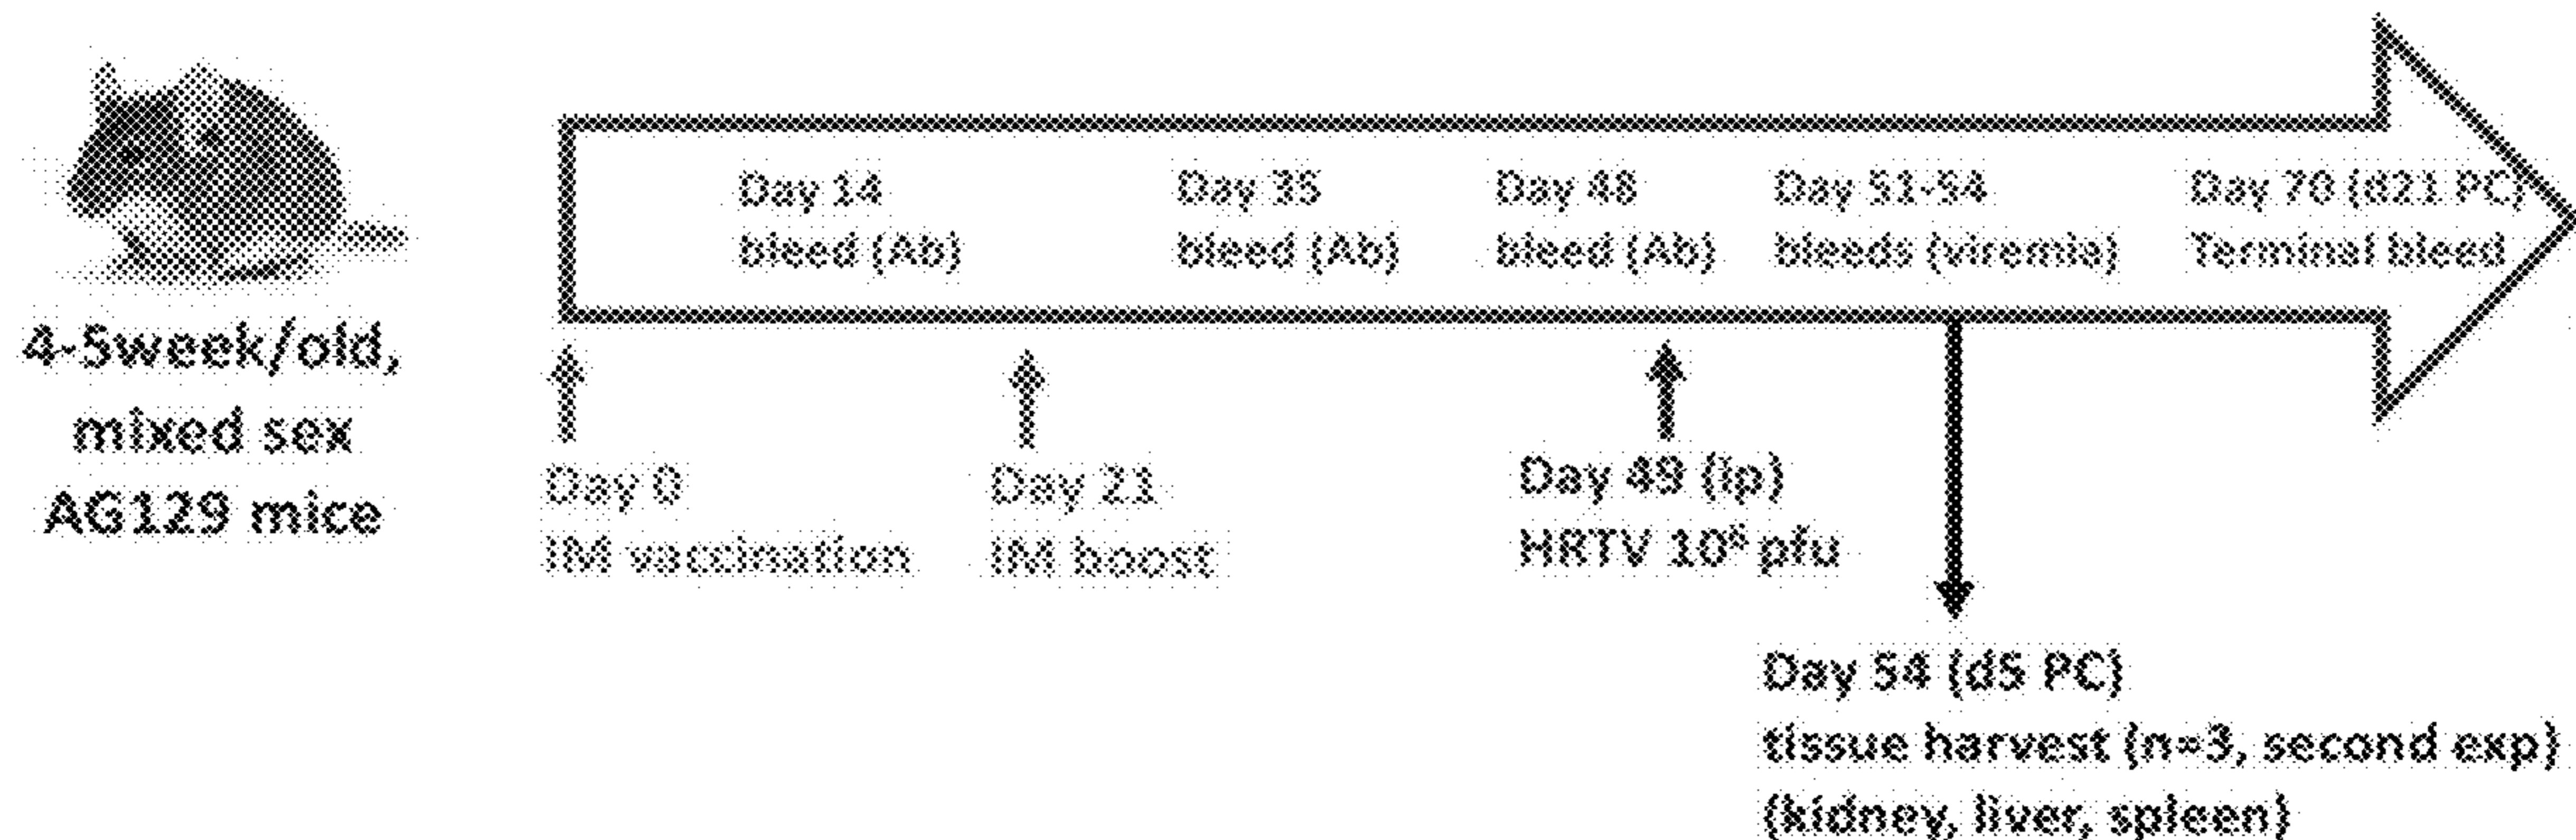 4-5week/old,
mixed sex
AG129 mice
Day 14
bleed (Ab)
Day 35
bleed (Ab)
Day 48
bleed (Ab)
Day 51-54
bleeds (viremia)
Day 70 (d21 PC)
Terminal bleed
Day 0
IM vaccination
Day 21
IM boost
Day 49 (ip)
HRTV 10⁶ pfu
Day 54 (d5 PC)
tissue harvest (n=3, second exp)
(kidney, liver, spleen)